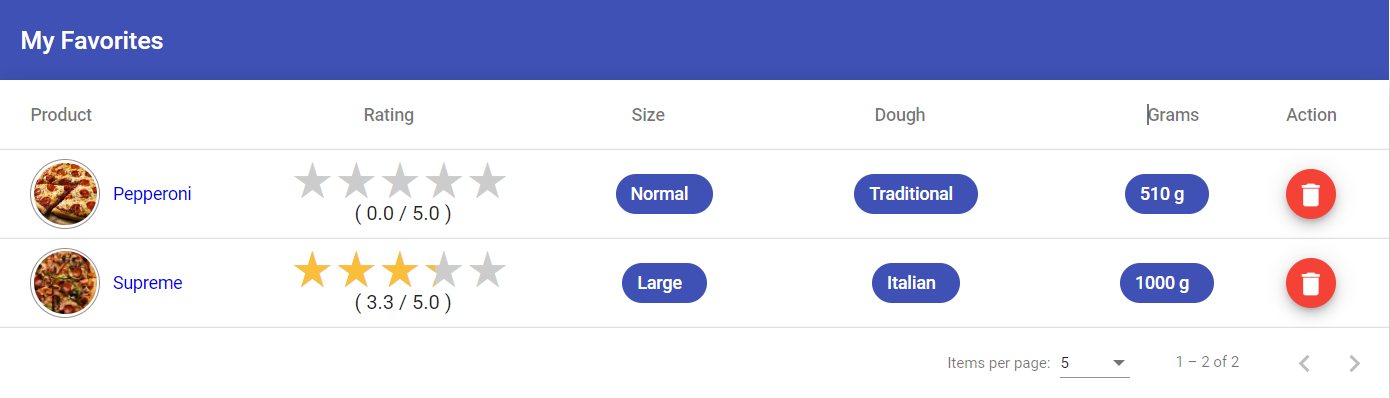 My Favorites
Product Rating Size Dough Grams Action
Pepperoni ( 0.0 / 5.0 ) Normal Traditional 510 g
Supreme ( 3.3 / 5.0 ) Large Italian 1000 g
Items per page: 5 1 – 2 of 2